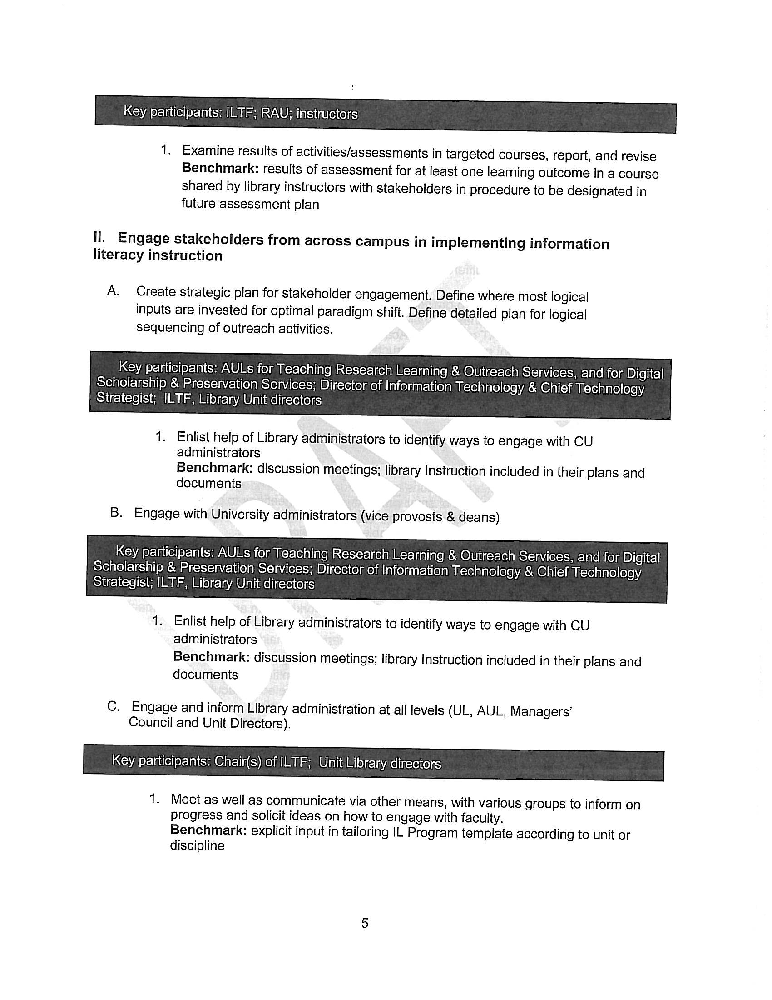 Key participants: ILTF; RAU; instructors
1. Examine results of activities/assessments in targeted courses, report, and revise
Benchmark: results of assessment for at least one learning outcome in a course
shared by library instructors with stakeholders in procedure to be designated in
future assessment plan
II. Engage stakeholders from across campus in implementing information
literacy instruction
A. Create strategic plan for stakeholder engagement. Define where most logical
inputs are invested for optimal paradigm shift. Define detailed plan for logical
sequencing of outreach activities.
Key participants: AULs for Teaching Research Learning & Outreach Services, and for Digital
Scholarship & Preservation Services; Director of Information Technology & Chief Technology
Strategist; ILTF, Library Unit directors
1. Enlist help of Library administrators to identify ways to engage with CU
administrators
Benchmark: discussion meetings; library Instruction included in their plans and
documents
B. Engage with University administrators (vice provosts & deans)
Key participants: AULs for Teaching Research Learning & Outreach Services, and for Digital
Scholarship & Preservation Services; Director of Information Technology & Chief Technology
Strategist; ILTF, Library Unit directors
1. Enlist help of Library administrators to identify ways to engage with CU
administrators
Benchmark: discussion meetings; library Instruction included in their plans and
documents
C. Engage and inform Library administration at all levels (UL, AUL, Managers'
Council and Unit Directors).
Key participants: Chair(s) of ILTF; Unit Library directors
1. Meet as well as communicate via other means, with various groups to inform on
progress and solicit ideas on how to engage with faculty.
Benchmark: explicit input in tailoring IL Program template according to unit or
discipline
5
DRAFT